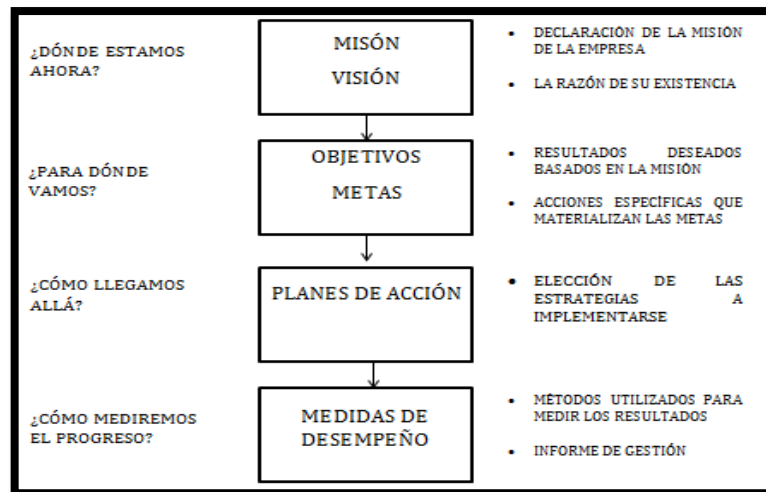 ¿DÓNDE ESTAMOS
AHORA?
MISÓN
VISIÓN
• DECLARACIÓN DE LA MISIÓN
DE LA EMPRESA
• LA RAZÓN DE SU EXISTENCIA
¿PARA DÓNDE
VAMOS?
OBJETIVOS
METAS
• RESULTADOS DESEADOS
BASADOS EN LA MISIÓN
• ACCIONES ESPECÍFICAS QUE
MATERIALIZAN LAS METAS
¿CÓMO LLEGAMOS
ALLÁ?
PLANES DE ACCIÓN
• ELECCIÓN DE LAS
ESTRATEGIAS A
IMPLEMENTARSE
¿CÓMO MEDIREMOS
EL PROGRESO?
MEDIDAS DE
DESEMPEÑO
• MÉTODOS UTILIZADOS PARA
MEDIR LOS RESULTADOS
• INFORME DE GESTIÓN